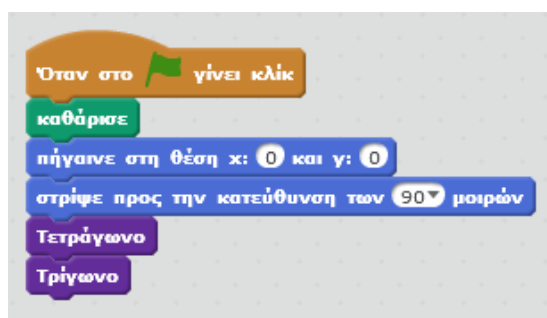 Όταν στο γίνει κλίκ
καθάρισε
πήγαινε στη θέση x: 0 και y: 0
στρίψε προς την κατεύθυνση των 90 μοιρών
Τετράγωνο
Τρίγωνο